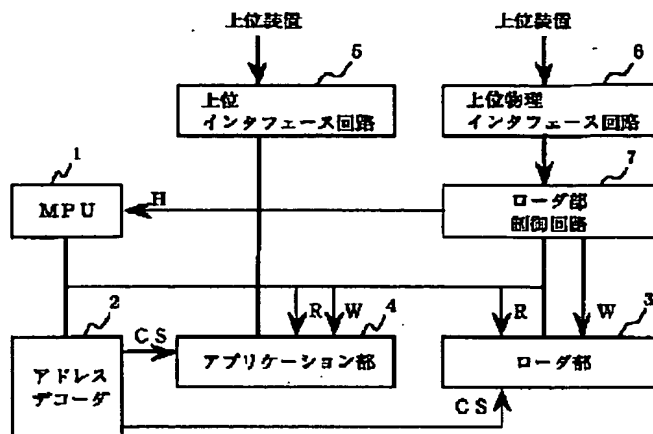 上位装置
上位装置
5
6
上位
インタフェース回路
上位物理
インタフェース回路
1
7
MPU
H
ローダ部
制御回路
2
R
W
4
R
W
3
アドレス
デコーダ
CS
アプリケーション部
ローダ部
CS